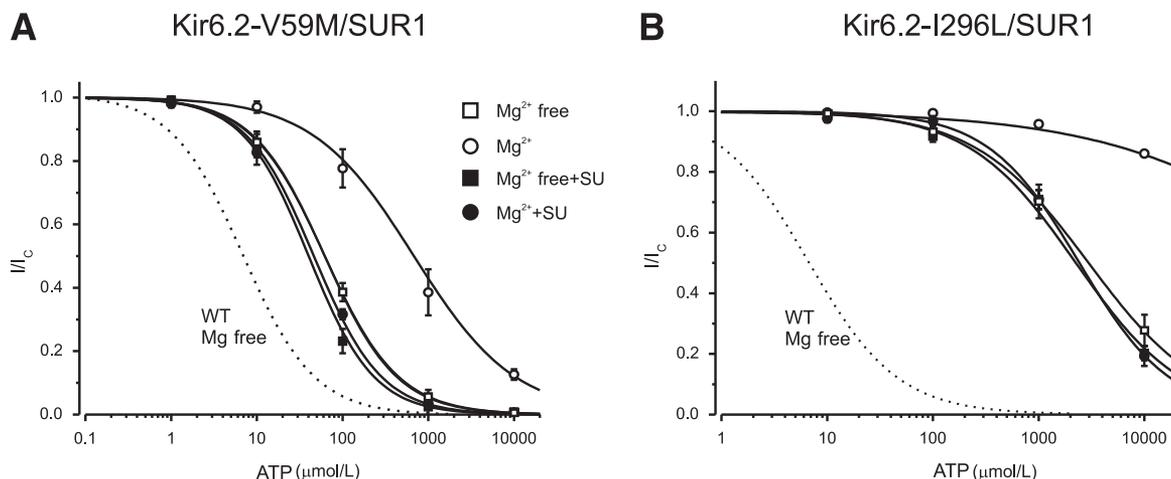 A
Kir6.2-V59M/SUR1
1.0
0.8
0.6
0.4
0.2
0.0
I/I_C
0.1
1
10
100
1000
10000
ATP (μmol/L)
WT
Mg free
Mg²⁺ free
Mg²⁺
Mg²⁺ free+SU
Mg²⁺+SU
B
Kir6.2-I296L/SUR1
1.0
0.8
0.6
0.4
0.2
0.0
I/I_C
1
10
100
1000
10000
ATP (μmol/L)
WT
Mg free